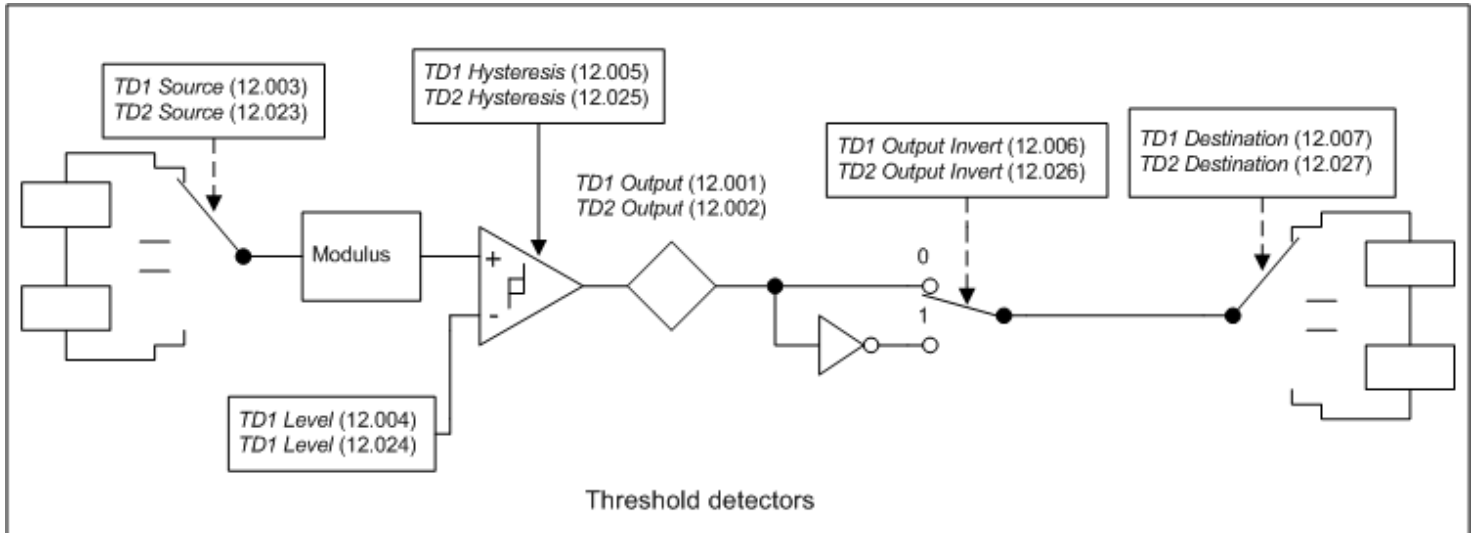 TD1 Source (12.003)
TD2 Source (12.023)
TD1 Hysteresis (12.005)
TD2 Hysteresis (12.025)
TD1 Output (12.001)
TD2 Output (12.002)
TD1 Output Invert (12.006)
TD2 Output Invert (12.026)
TD1 Destination (12.007)
TD2 Destination (12.027)
Modulus
+
-
0
1
TD1 Level (12.004)
TD1 Level (12.024)
Threshold detectors